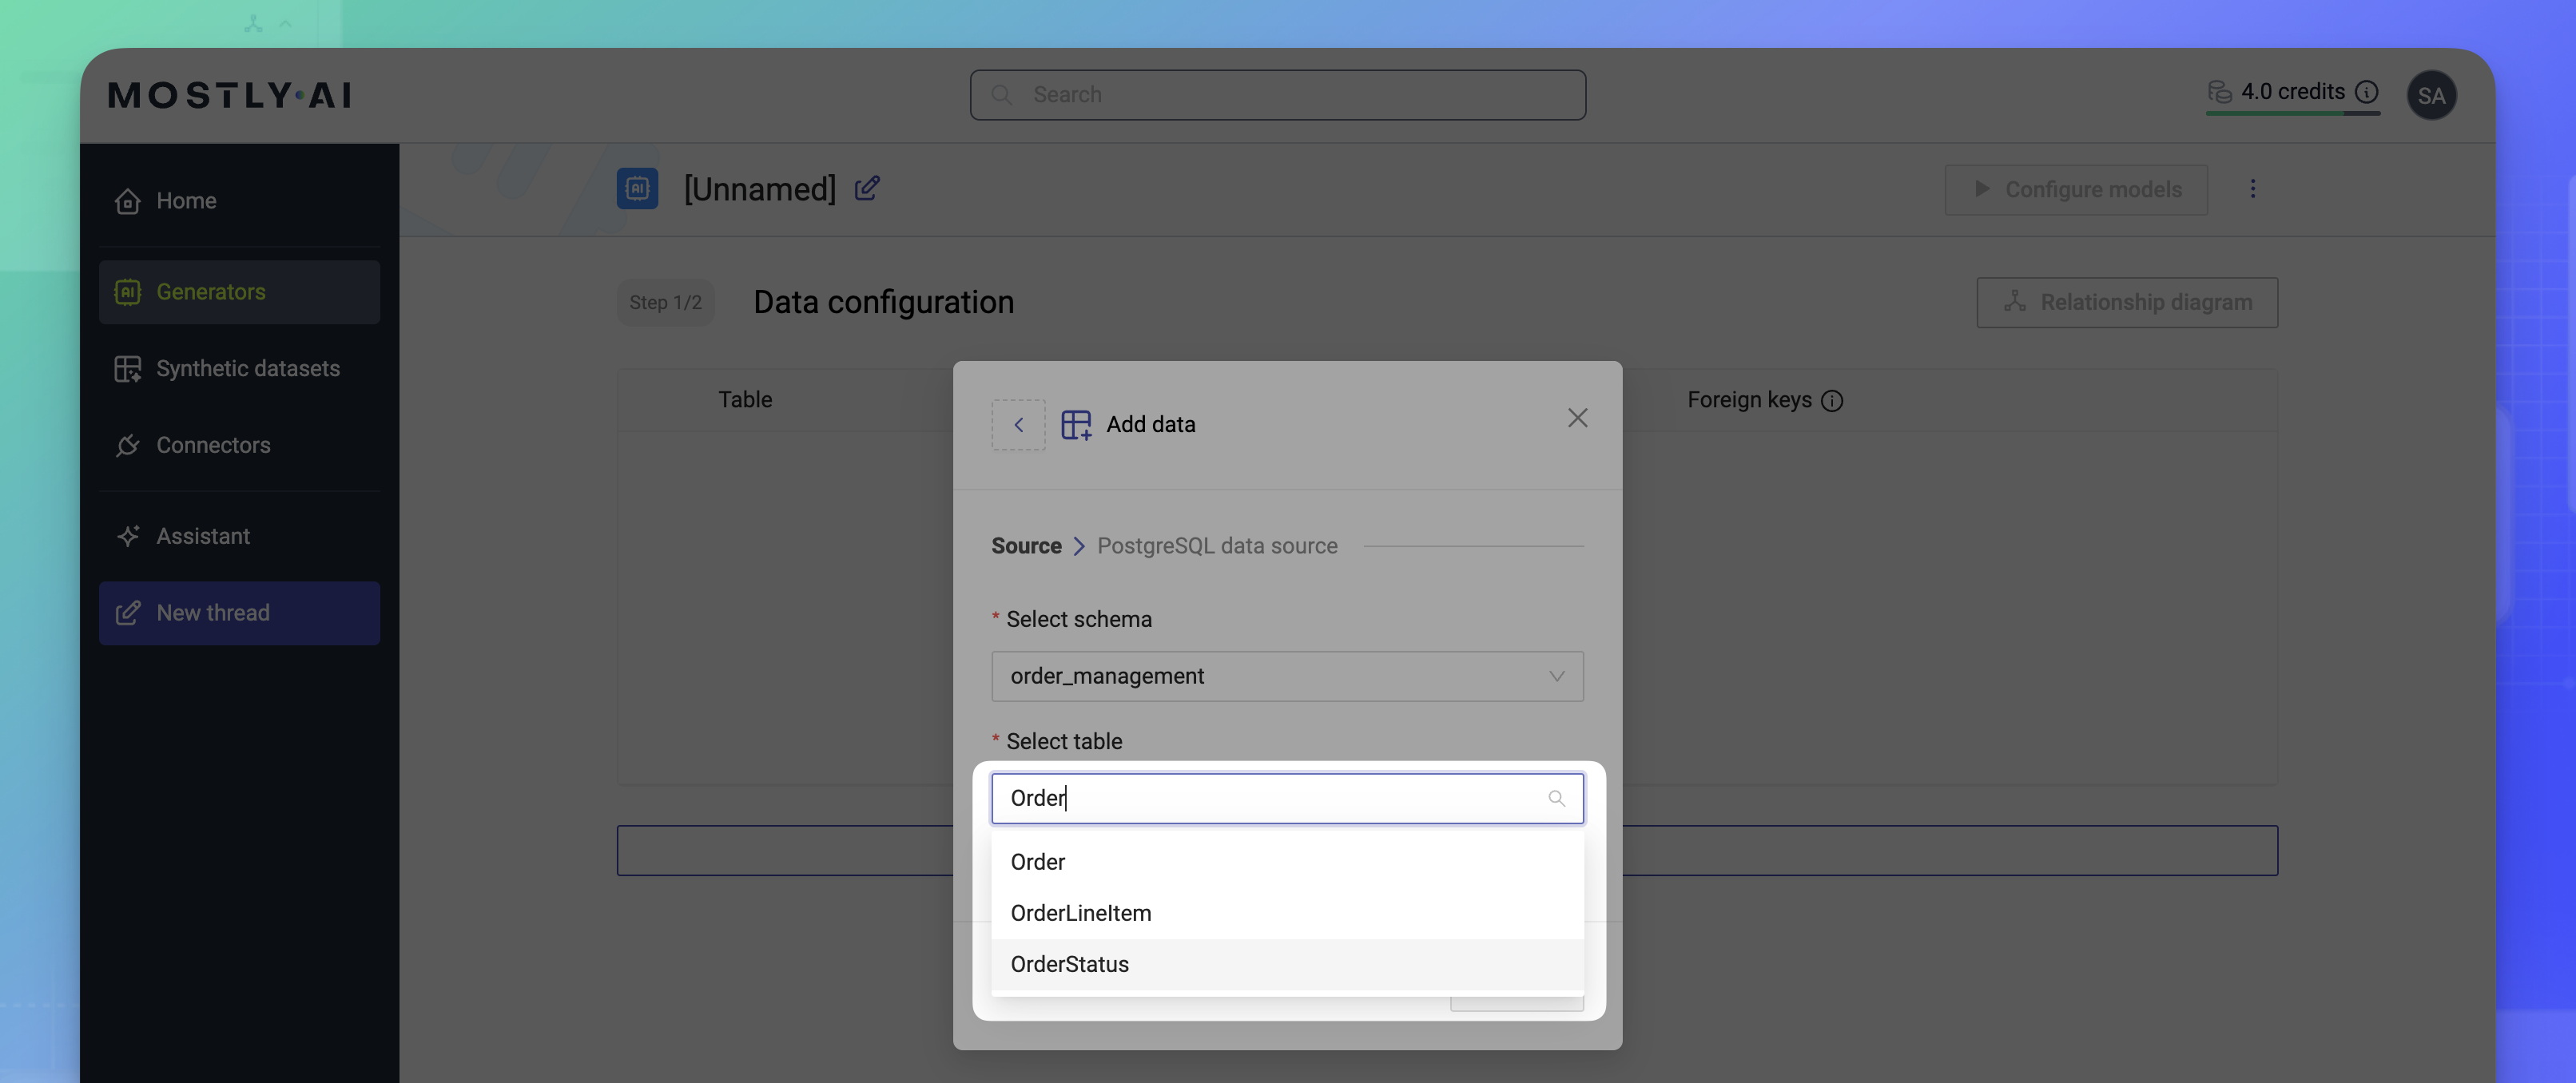 MOSTLY·AI
Search
4.0 credits
SA
Home
Generators
Synthetic datasets
Connectors
Assistant
New thread
[Unnamed]
Configure models
Step 1/2
Data configuration
Relationship diagram
Table
Foreign keys
Add data
Source > PostgreSQL data source
* Select schema
order_management
* Select table
Order
Order
OrderLineItem
OrderStatus